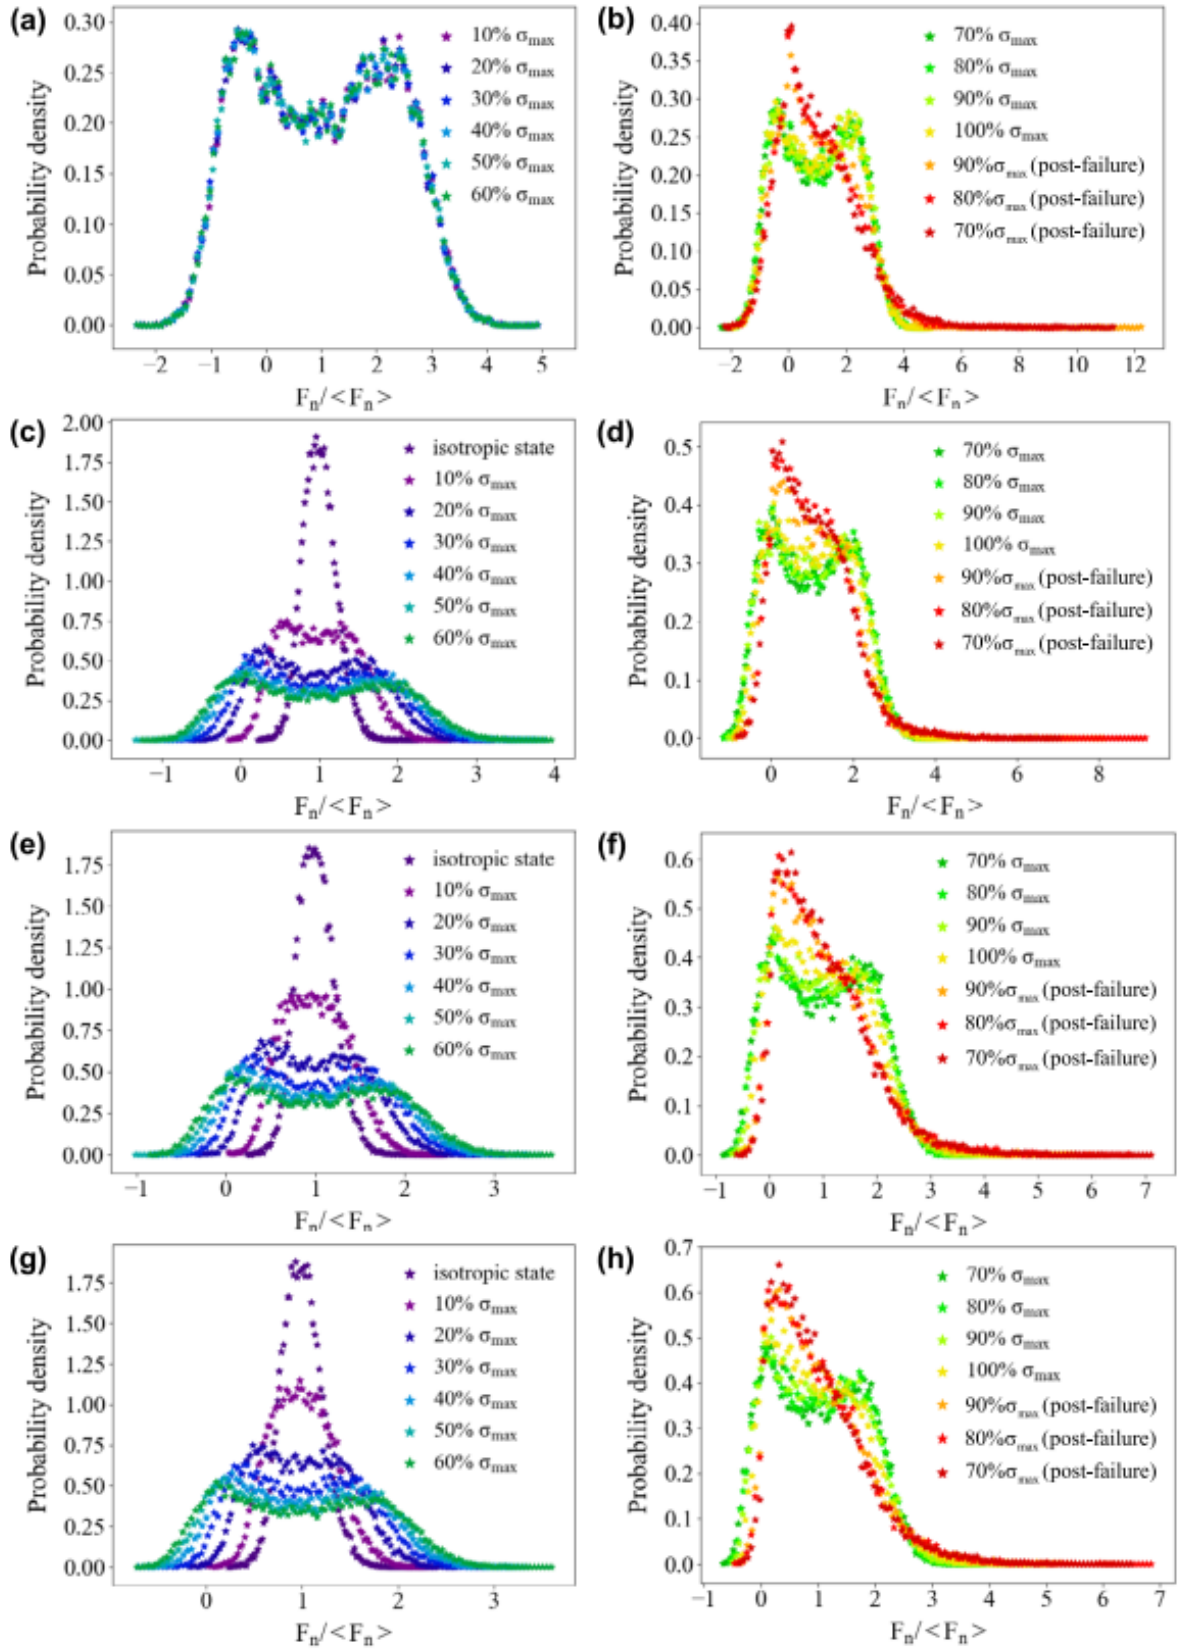 (a)
0.30
0.25
0.20
0.15
0.10
0.05
0.00
Probability density
−2 −1 0 1 2 3 4 5
Fn/<Fn>
10% σmax
20% σmax
30% σmax
40% σmax
50% σmax
60% σmax
(b)
0.40
0.35
0.30
0.25
0.20
0.15
0.10
0.05
0.00
Probability density
−2 0 2 4 6 8 10 12
Fn/<Fn>
70% σmax
80% σmax
90% σmax
100% σmax
90%σmax (post-failure)
80%σmax (post-failure)
70%σmax (post-failure)
(c)
2.00
1.75
1.50
1.25
1.00
0.75
0.50
0.25
0.00
Probability density
−1 0 1 2 3 4
Fn/<Fn>
isotropic state
10% σmax
20% σmax
30% σmax
40% σmax
50% σmax
60% σmax
(d)
0.5
0.4
0.3
0.2
0.1
0.0
Probability density
0 2 4 6 8
Fn/<Fn>
70% σmax
80% σmax
90% σmax
100% σmax
90%σmax (post-failure)
80%σmax (post-failure)
70%σmax (post-failure)
(e)
1.75
1.50
1.25
1.00
0.75
0.50
0.25
0.00
Probability density
−1 0 1 2 3
Fn/<Fn>
isotropic state
10% σmax
20% σmax
30% σmax
40% σmax
50% σmax
60% σmax
(f)
0.6
0.5
0.4
0.3
0.2
0.1
0.0
Probability density
−1 0 1 2 3 4 5 6 7
Fn/<Fn>
70% σmax
80% σmax
90% σmax
100% σmax
90%σmax (post-failure)
80%σmax (post-failure)
70%σmax (post-failure)
(g)
1.75
1.50
1.25
1.00
0.75
0.50
0.25
0.00
Probability density
0 1 2 3
Fn/<Fn>
isotropic state
10% σmax
20% σmax
30% σmax
40% σmax
50% σmax
60% σmax
(h)
0.7
0.6
0.5
0.4
0.3
0.2
0.1
0.0
Probability density
−1 0 1 2 3 4 5 6 7
Fn/<Fn>
70% σmax
80% σmax
90% σmax
100% σmax
90%σmax (post-failure)
80%σmax (post-failure)
70%σmax (post-failure)